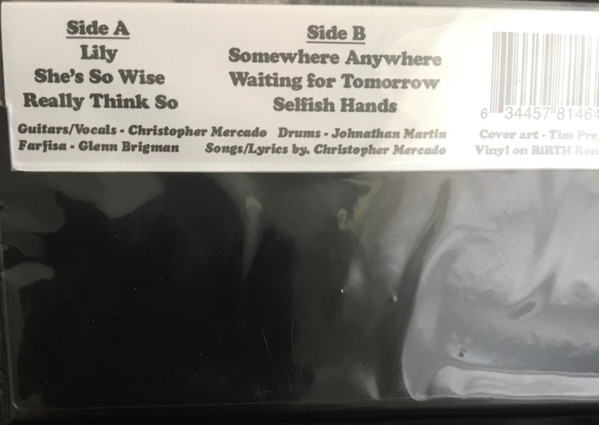 Side A
Lily
She's So Wise
Really Think So
Side B
Somewhere Anywhere
Waiting for Tomorrow
Selfish Hands
Guitars/Vocals - Christopher Mercado Drums - Johnathan Martin
Farfisa - Glenn Brigman Songs/Lyrics by. Christopher Mercado
6 34457 81464
Cover art - Tim
Vinyl on BiRTH